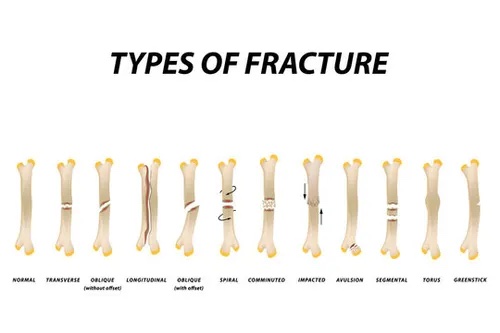 TYPES OF FRACTURE
NORMAL TRANSVERSE OBLIQUE LONGITUDINAL OBLIQUE SPIRAL COMMINUTED IMPACTED AVULSION SEGMENTAL TORUS GREENSTICK
(without offset) (with offset)